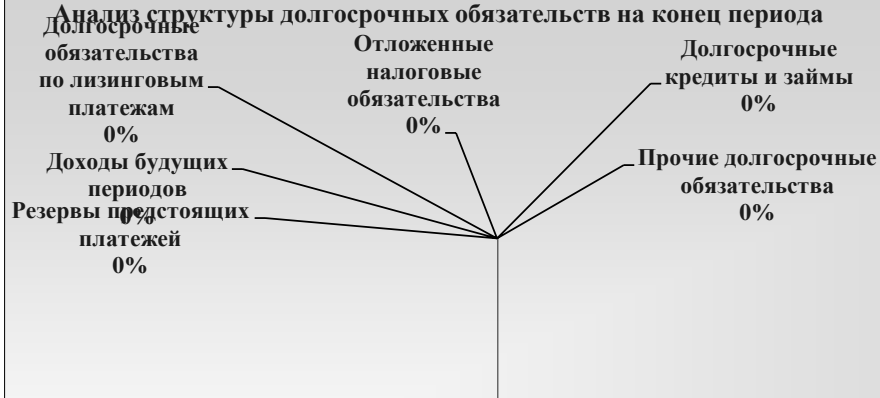 Анализ структуры долгосрочных обязательств на конец периода
Долгосрочные
обязательства
по лизинговым
платежам
0%
Отложенные
налоговые
обязательства
0%
Долгосрочные
кредиты и займы
0%
Доходы будущих
периодов
0%
Прочие долгосрочные
обязательства
0%
Резервы предстоящих
платежей
0%